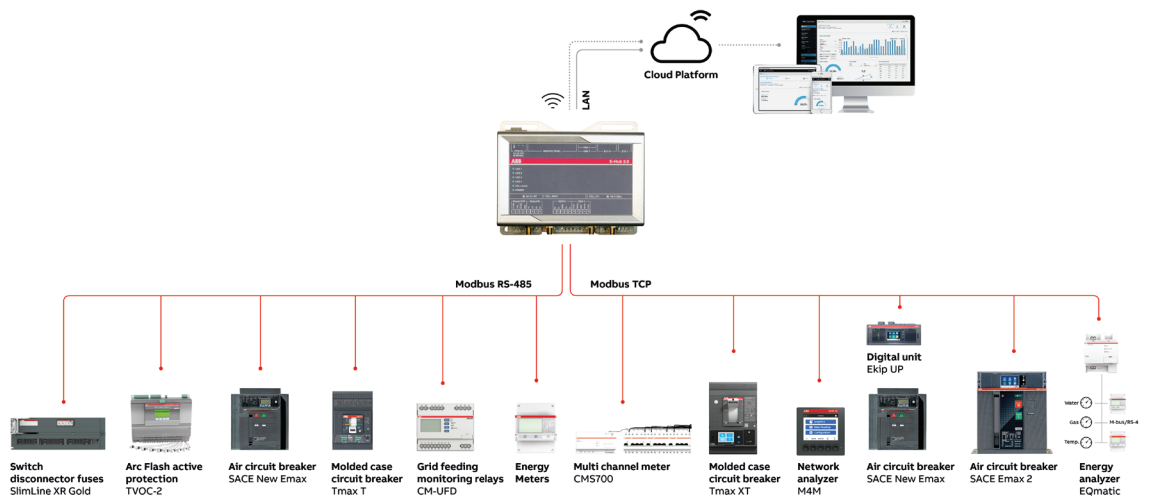 Cloud Platform
LAN
ABB
Modbus RS-485
Modbus TCP
Digital unit
Ekip UP
Water
Gas
Temp.
M-bus/RS-4
Switch
disconnector fuses
SlimLine XR Gold
Arc Flash active
protection
TVOC-2
Air circuit breaker
SACE New Emax
Molded case
circuit breaker
Tmax T
Grid feeding
monitoring relays
CM-UFD
Energy
Meters
Multi channel meter
CMS700
Molded case
circuit breaker
Tmax XT
Network
analyzer
M4M
Air circuit breaker
SACE New Emax
Air circuit breaker
SACE Emax 2
Energy
analyzer
EQmatic